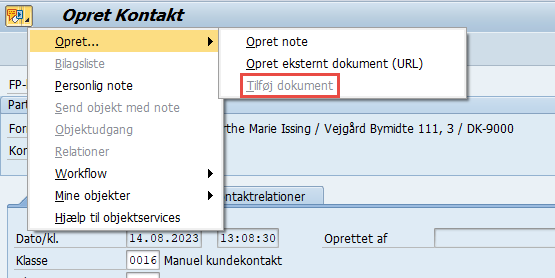 Opret Kontakt
Opret...
Bilagsliste
Personlig note
Send objekt med note
Objektudgang
Relationer
Workflow
Mine objekter
Hjælp til objektservices
Opret note
Opret eksternt dokument (URL)
Tilføj dokument
FP-
Part
For
rthe Marie Issing / Vejgård Bymidte 111, 3 / DK-9000
Kon
ontaktrelationer
Dato/kl. 14.08.2023 13:08:30 Oprettet af
Klasse 0016 Manuel kundekontakt